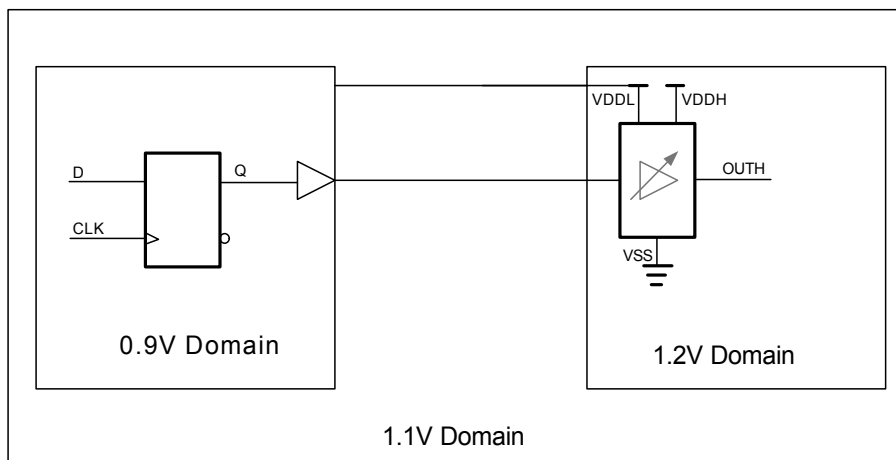 VDDL VDDH
D Q OUTH
CLK
VSS
0.9V Domain
1.2V Domain
1.1V Domain